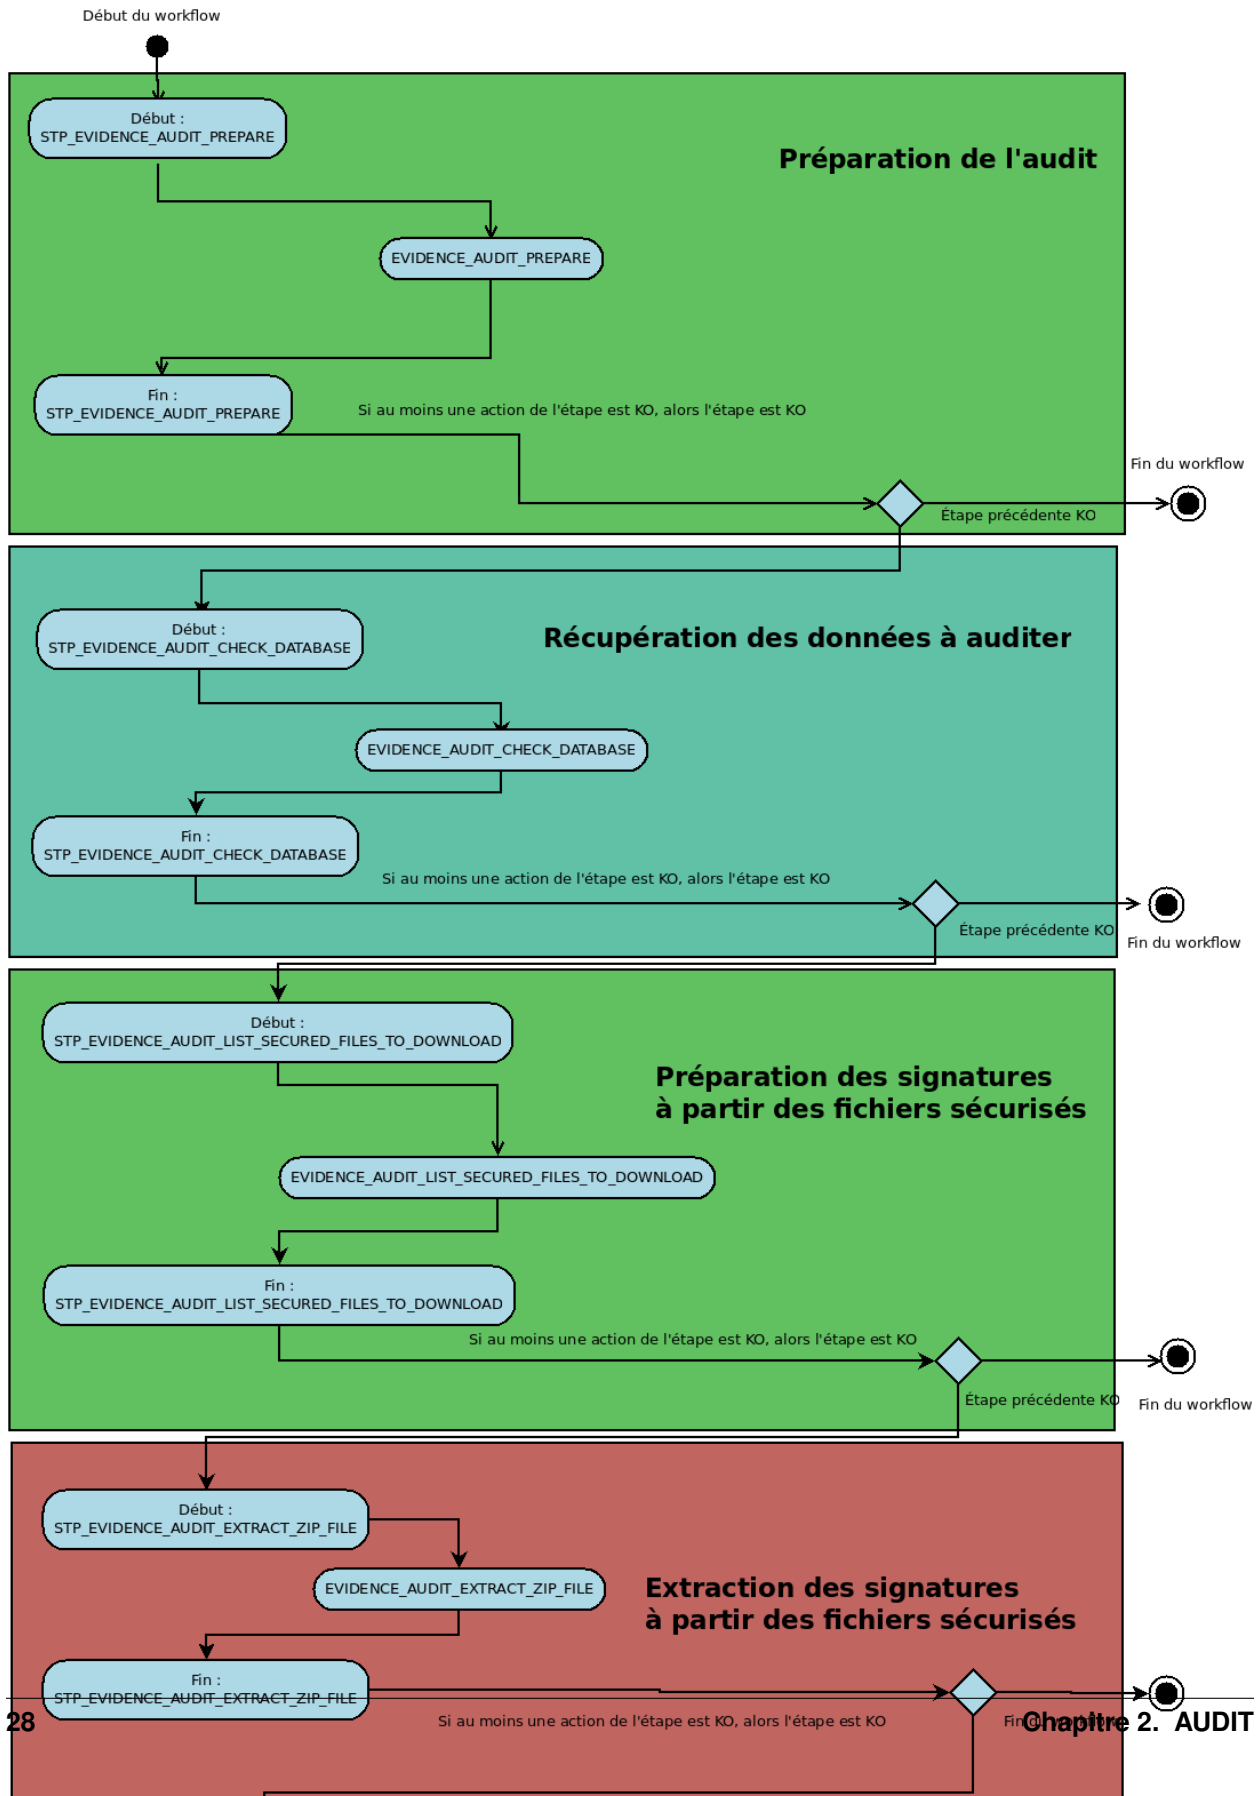 Début du workflow
Début :
STP_EVIDENCE_AUDIT_PREPARE
Préparation de l'audit
EVIDENCE_AUDIT_PREPARE
Fin :
STP_EVIDENCE_AUDIT_PREPARE
Si au moins une action de l'étape est KO, alors l'étape est KO
Fin du workflow
Étape précédente KO
Début :
STP_EVIDENCE_AUDIT_CHECK_DATABASE
Récupération des données à auditer
EVIDENCE_AUDIT_CHECK_DATABASE
Fin :
STP_EVIDENCE_AUDIT_CHECK_DATABASE
Si au moins une action de l'étape est KO, alors l'étape est KO
Étape précédente KO
Fin du workflow
Début :
STP_EVIDENCE_AUDIT_LIST_SECURED_FILES_TO_DOWNLOAD
Préparation des signatures
à partir des fichiers sécurisés
EVIDENCE_AUDIT_LIST_SECURED_FILES_TO_DOWNLOAD
Fin :
STP_EVIDENCE_AUDIT_LIST_SECURED_FILES_TO_DOWNLOAD
Si au moins une action de l'étape est KO, alors l'étape est KO
Étape précédente KO
Fin du workflow
Début :
STP_EVIDENCE_AUDIT_EXTRACT_ZIP_FILE
EVIDENCE_AUDIT_EXTRACT_ZIP_FILE
Extraction des signatures
à partir des fichiers sécurisés
Fin :
STP_EVIDENCE_AUDIT_EXTRACT_ZIP_FILE
Si au moins une action de l'étape est KO, alors l'étape est KO
Fin du workflow
28
Chapitre 2. AUDIT